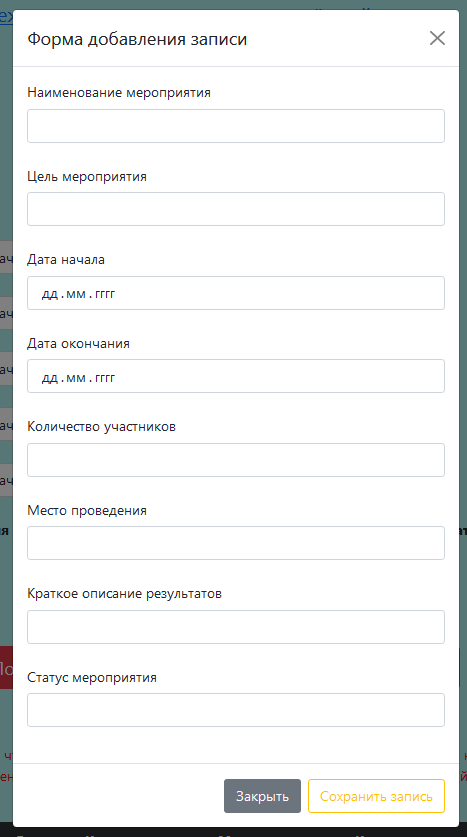 Форма добавления записи
Наименование мероприятия
Цель мероприятия
Дата начала
дд.мм.гггг
Дата окончания
дд.мм.гггг
Количество участников
Место проведения
Краткое описание результатов
Статус мероприятия
Закрыть
Сохранить запись